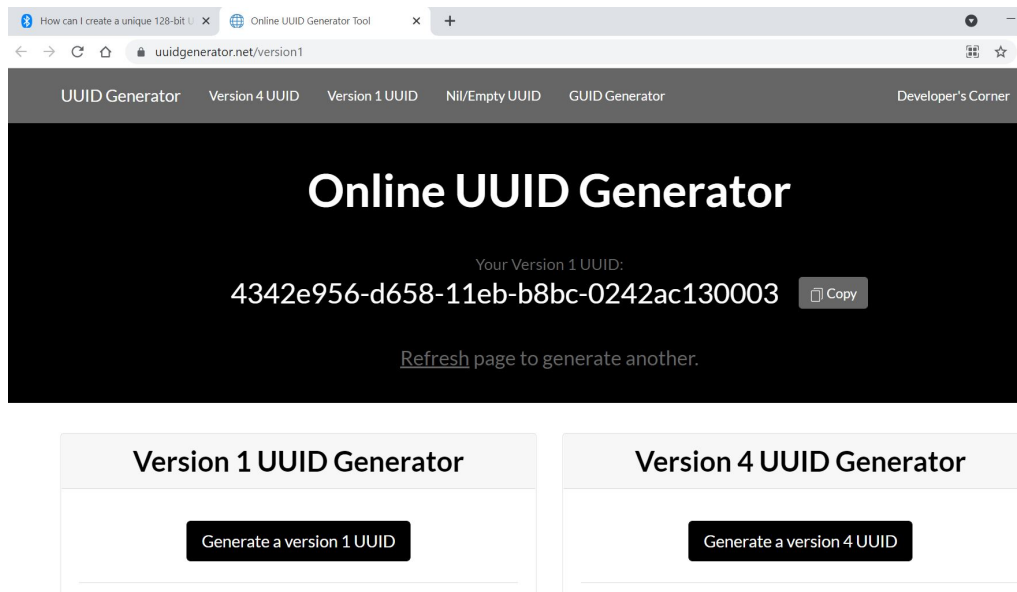 How can I create a unique 128-bit U
Online UUID Generator Tool
uuidgenerator.net/version1
UUID Generator Version 4 UUID Version 1 UUID Nil/Empty UUID GUID Generator Developer's Corner
Online UUID Generator
Your Version 1 UUID:
4342e956-d658-11eb-b8bc-0242ac130003 Copy
Refresh page to generate another.
Version 1 UUID Generator
Version 4 UUID Generator
Generate a version 1 UUID
Generate a version 4 UUID